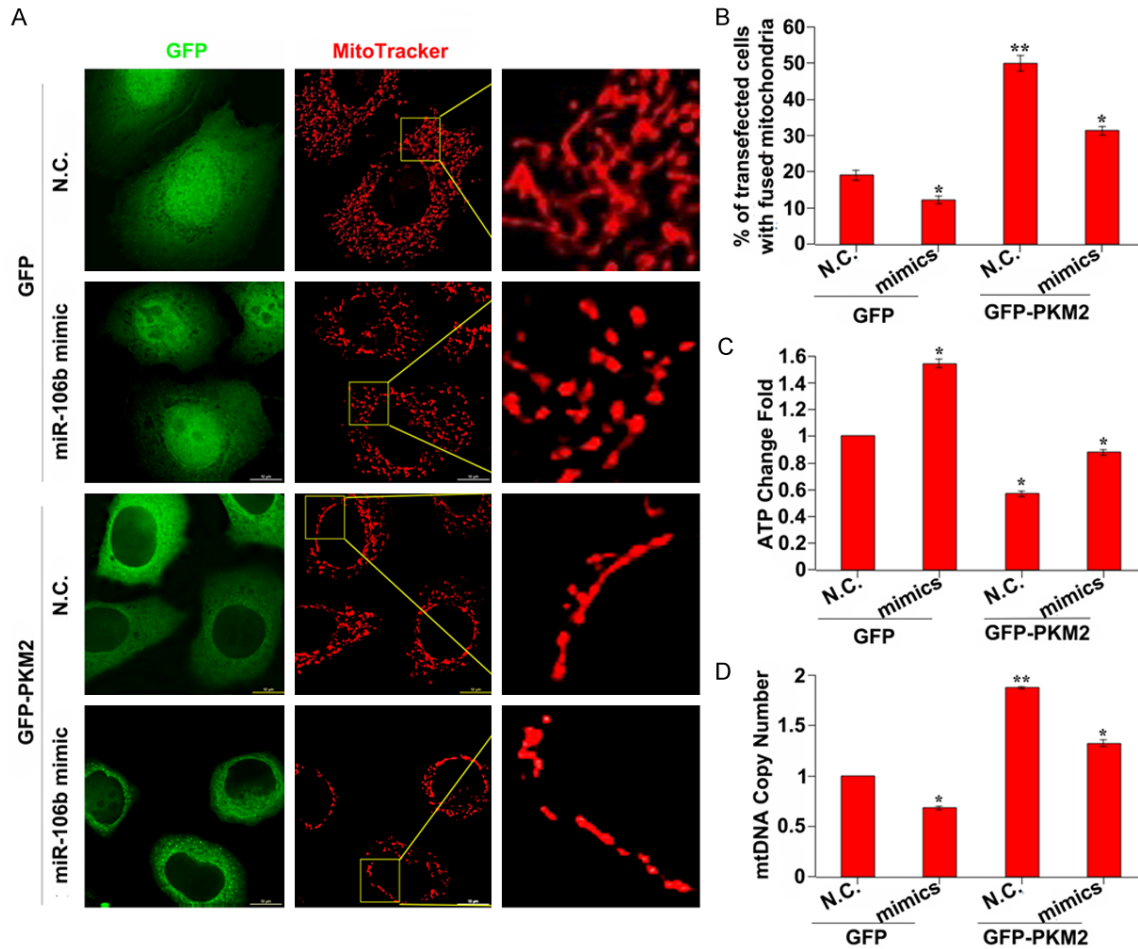 A
GFP
MitoTracker
GFP
N.C.
miR-106b mimic
GFP-PKM2
N.C.
miR-106b mimic
B
% of transfected cells
with fused mitochondria
60
50
40
30
20
10
0
*
**
*
N.C.
mimics
N.C.
mimics
GFP
GFP-PKM2
C
ATP Change Fold
1.6
1.4
1.2
1
0.8
0.6
0.4
0.2
0
*
*
*
N.C.
mimics
N.C.
mimics
GFP
GFP-PKM2
D
mtDNA Copy Number
2
1.5
1
0.5
0
*
**
*
N.C.
mimics
N.C.
mimics
GFP
GFP-PKM2